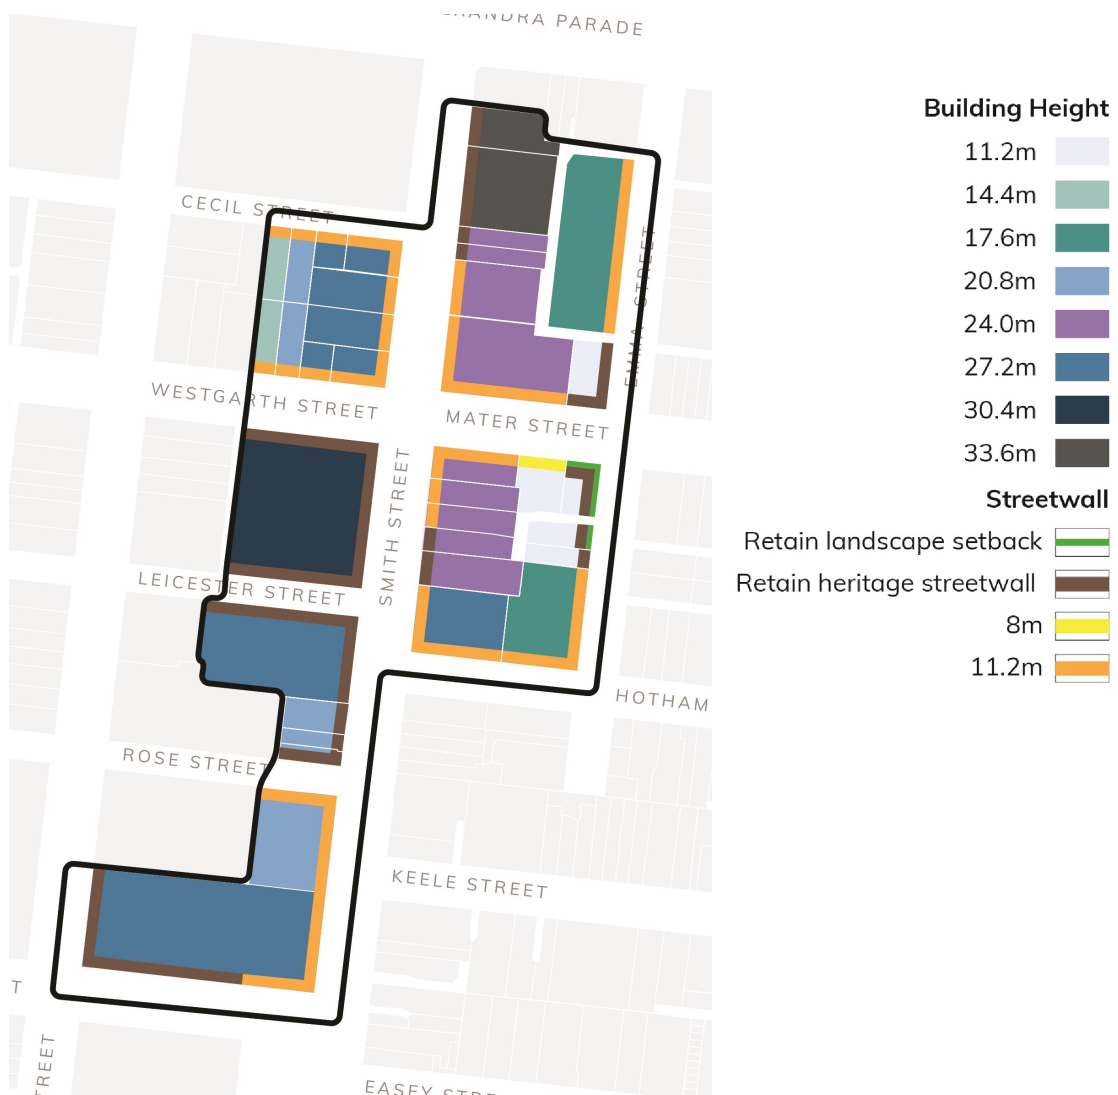 PARADE
CECIL STREET
EMMA STREET
WESTGARTH STREET
MATER STREET
SMITH STREET
LEICESTER STREET
HOTHAM
ROSE STREET
KEELE STREET
T
TREET
EASEY
Building Height
11.2m
14.4m
17.6m
20.8m
24.0m
27.2m
30.4m
33.6m
Streetwall
Retain landscape setback
Retain heritage streetwall
8m
11.2m